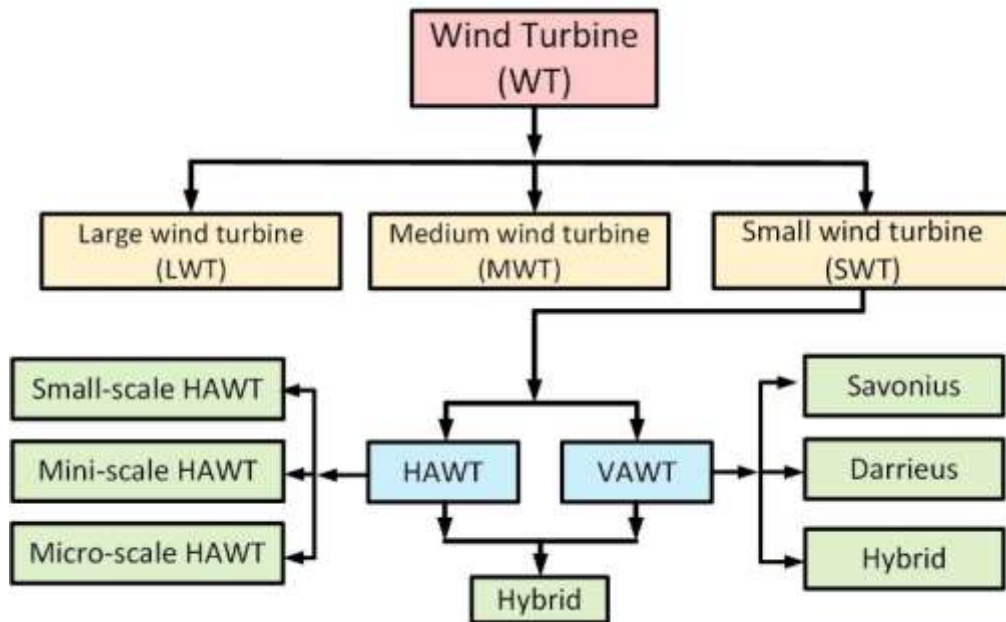 Wind Turbine
(WT)
Large wind turbine
(LWT)
Medium wind turbine
(MWT)
Small wind turbine
(SWT)
Small-scale HAWT
Mini-scale HAWT
Micro-scale HAWT
HAWT
VAWT
Savonius
Darrieus
Hybrid
Hybrid